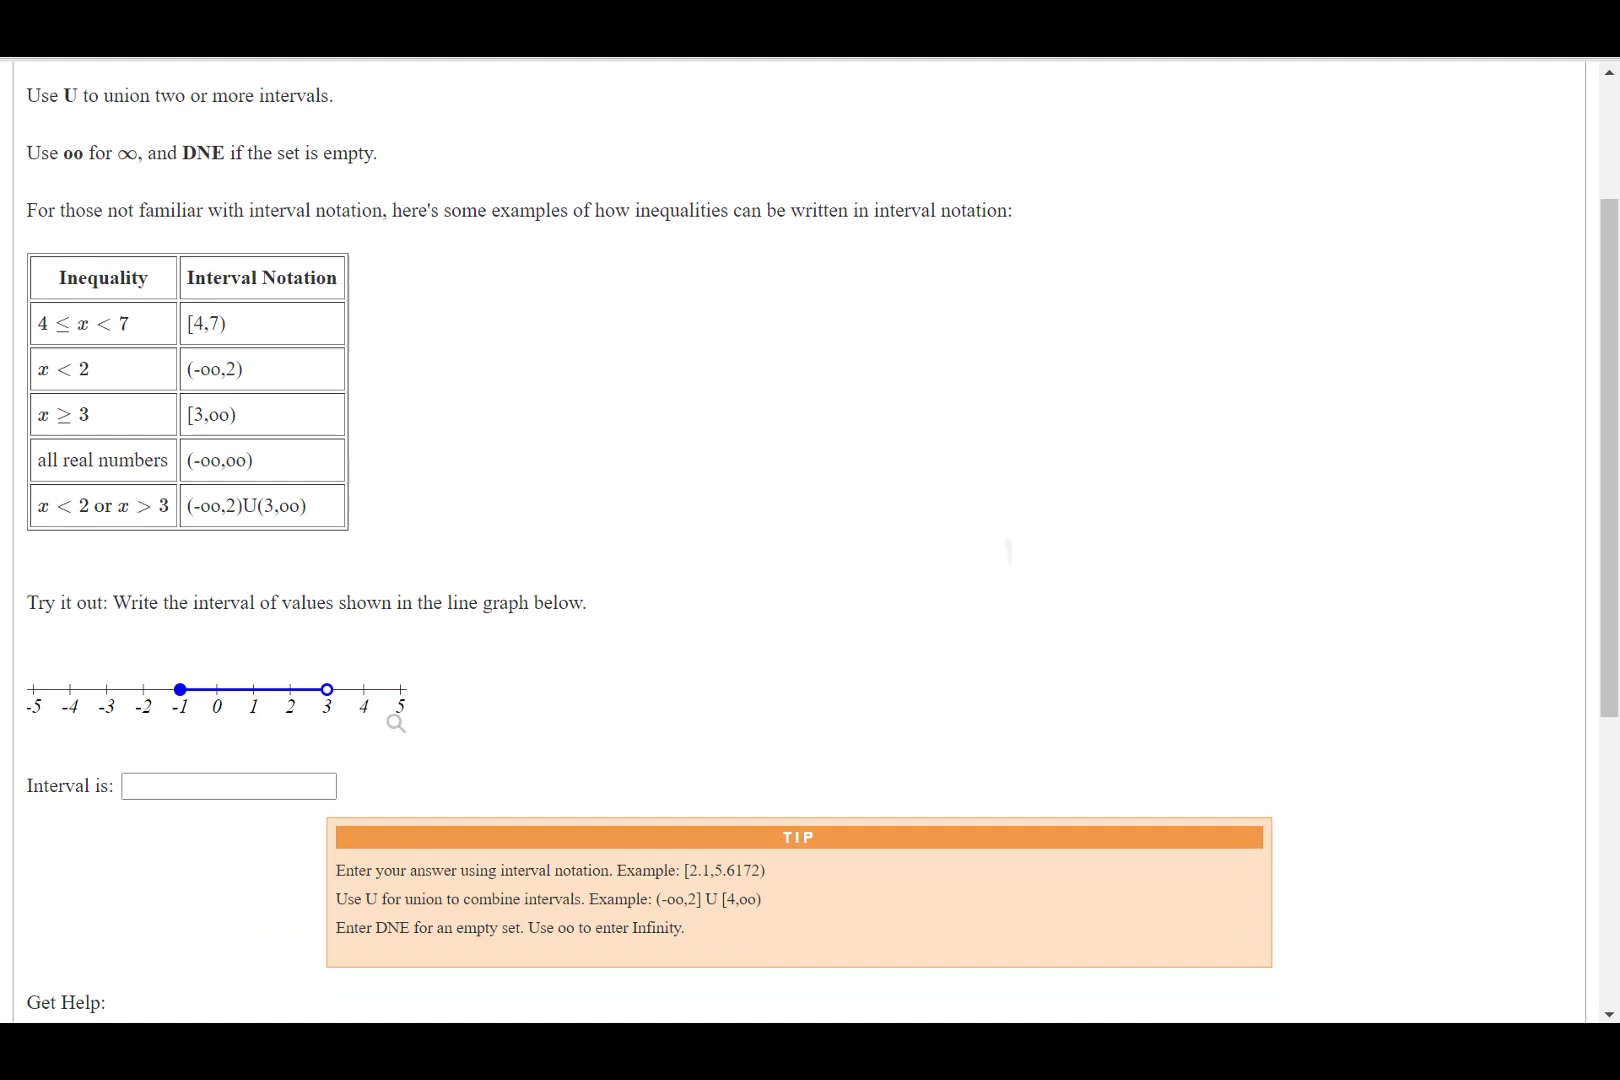 Use U to union two or more intervals.
Use oo for ∞, and DNE if the set is empty.
For those not familiar with interval notation, here's some examples of how inequalities can be written in interval notation:
Inequality Interval Notation
4 ≤ x < 7 [4,7)
x < 2 (-oo,2)
x ≥ 3 [3,oo)
all real numbers (-oo,oo)
x < 2 or x > 3 (-oo,2)U(3,oo)
Try it out: Write the interval of values shown in the line graph below.
-5 -4 -3 -2 -1 0 1 2 3 4 5
Interval is:
TIP
Enter your answer using interval notation. Example: [2.1,5.6172)
Use U for union to combine intervals. Example: (-oo,2] U [4,oo)
Enter DNE for an empty set. Use oo to enter Infinity.
Get Help: